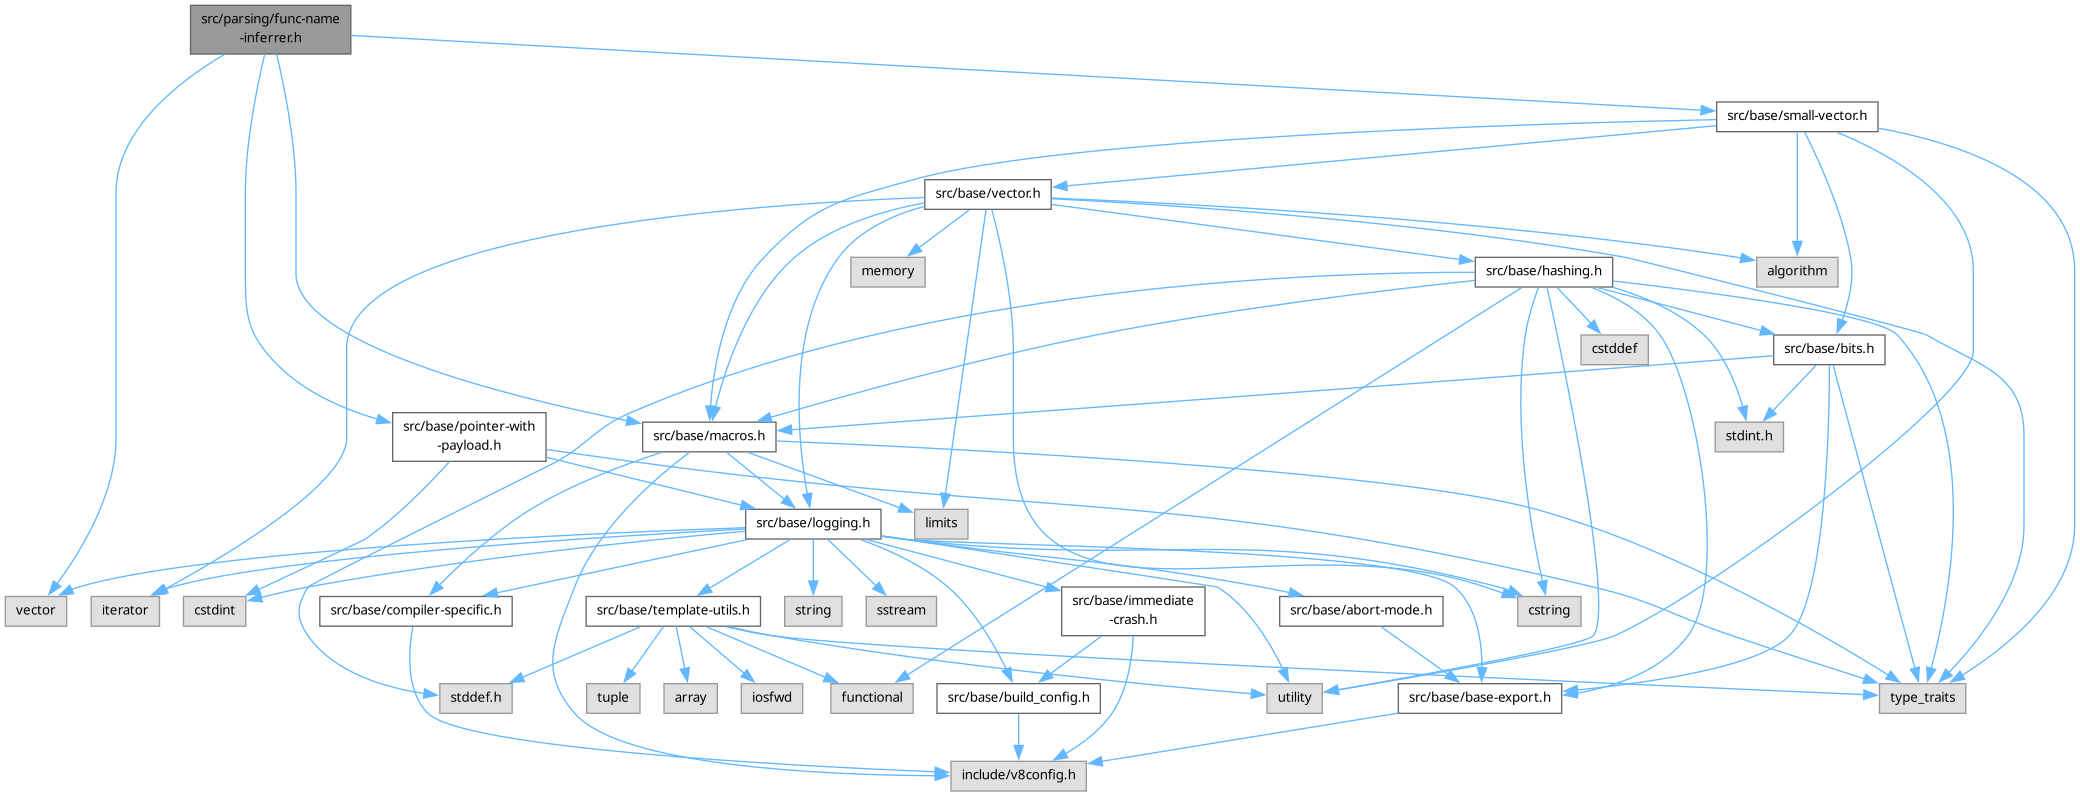 src/parsing/func-name
-inferrer.h
src/base/small-vector.h
src/base/vector.h
memory
src/base/hashing.h
algorithm
cstddef
src/base/bits.h
src/base/pointer-with
-payload.h
src/base/macros.h
stdint.h
src/base/logging.h
limits
vector
iterator
cstdint
src/base/compiler-specific.h
src/base/template-utils.h
string
sstream
src/base/immediate
-crash.h
src/base/abort-mode.h
cstring
stddef.h
tuple
array
iosfwd
functional
src/base/build_config.h
utility
src/base/base-export.h
type_traits
include/v8config.h